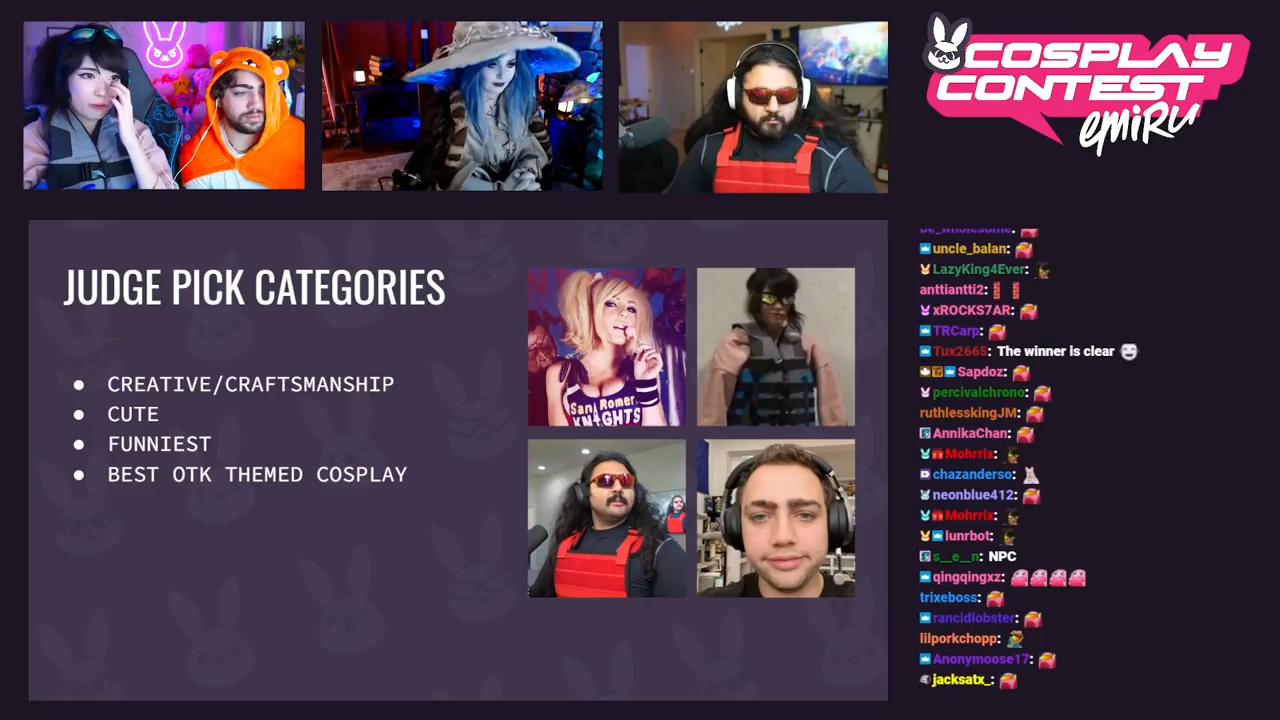 COSPLAY
CONTEST
emiru
JUDGE PICK CATEGORIES
● CREATIVE/CRAFTSMANSHIP
● CUTE
● FUNNIEST
● BEST OTK THEMED COSPLAY
San Romero
KNIGHTS
be_wholesome:
uncle_balan:
LazyKing4Ever:
anttiantti2:
xROCKS7AR:
TRCarp:
Tux2665: The winner is clear
Sapdoz:
percivalchrono:
ruthlesskingJM:
AnnikaChan:
Mohrrix:
chazanderso:
neonblue412:
Mohrrix:
lunrbot:
s__e__n: NPC
qingqingxz:
trixeboss:
rancidlobster:
lilporkchopp:
Anonymoose17:
jacksatx_: